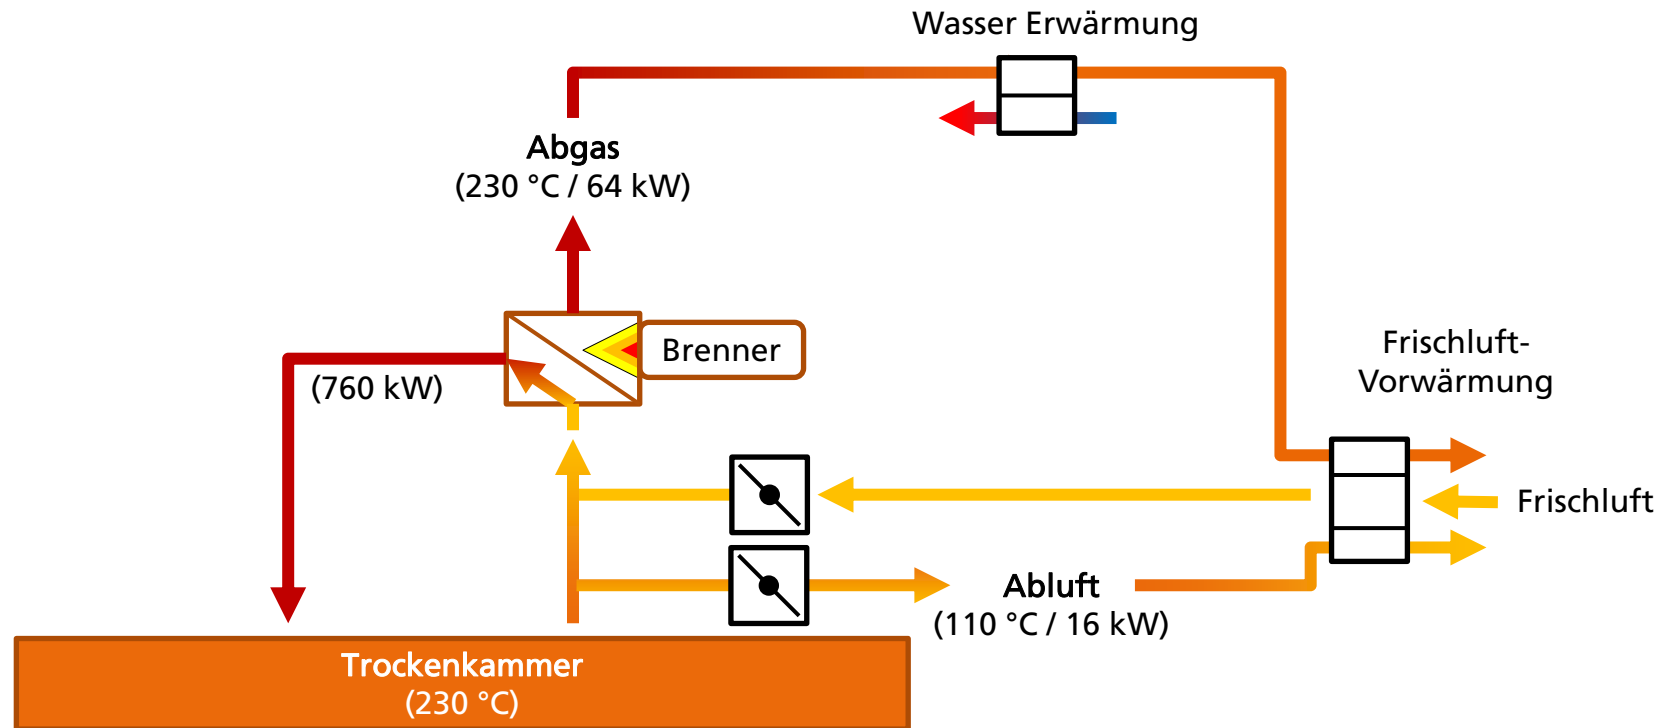 Wasser Erwärmung
Abgas
(230 °C / 64 kW)
Brenner
(760 kW)
Frischluft-
Vorwärmung
Frischluft
Abluft
(110 °C / 16 kW)
Trockenkammer
(230 °C)